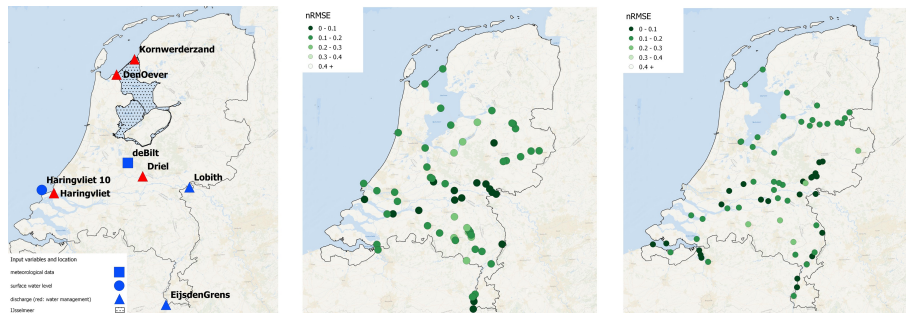 Kornwerderzand
DenOever
deBilt
Driel
Haringvliet 10
Lobith
Haringvliet
Input variables and location
meteorological data
surface water level
discharge (red: water management)
EijsdenGrens
IJsselmeer
nRMSE
0 - 0.1
0.1 - 0.2
0.2 - 0.3
0.3 - 0.4
0.4 +
nRMSE
0 - 0.1
0.1 - 0.2
0.2 - 0.3
0.3 - 0.4
0.4 +